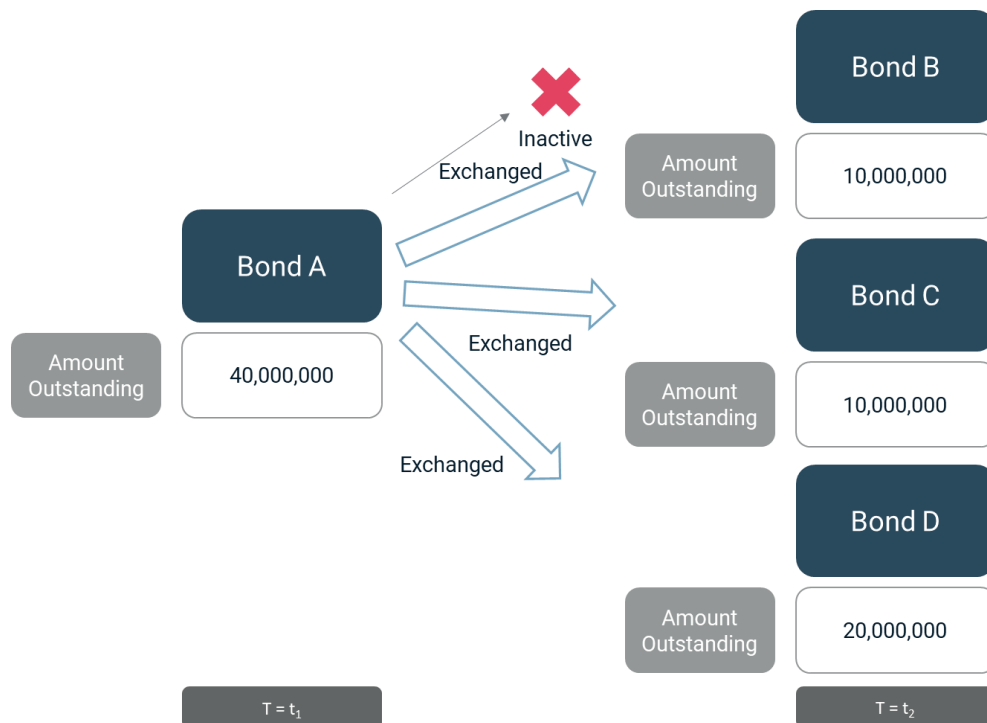 Bond B
Inactive
Exchanged
Amount
Outstanding
10,000,000
Bond A
Bond C
Amount
Outstanding
40,000,000
Exchanged
Amount
Outstanding
10,000,000
Exchanged
Bond D
Amount
Outstanding
20,000,000
T = t₁
T = t₂